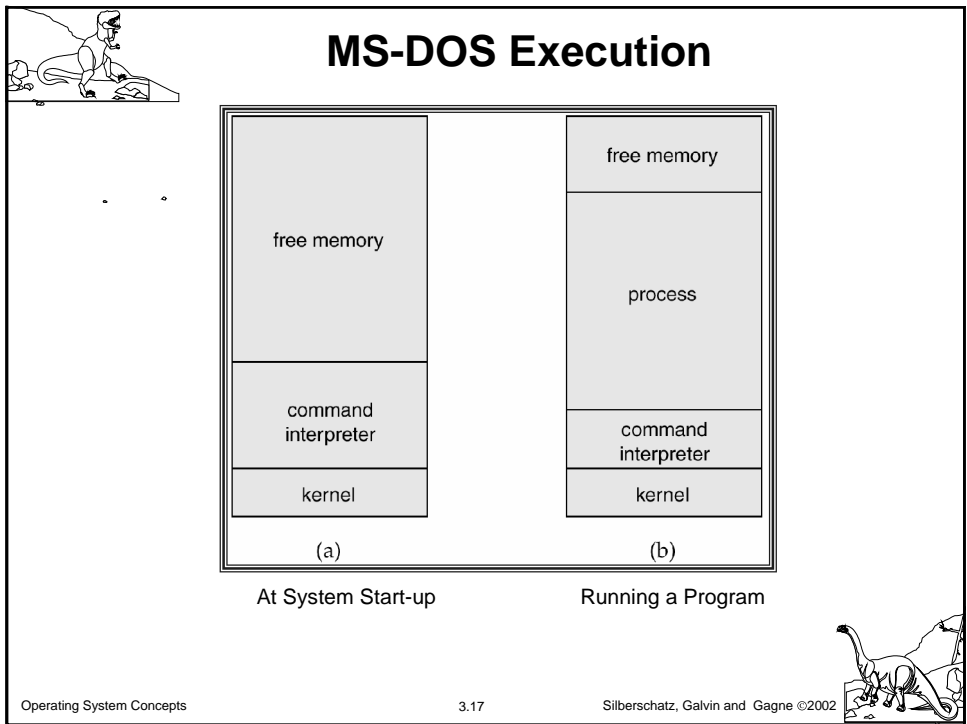 MS-DOS Execution
free memory
command
interpreter
kernel
(a)
free memory
process
command
interpreter
kernel
(b)
At System Start-up
Running a Program
Operating System Concepts
3.17
Silberschatz, Galvin and Gagne ©2002